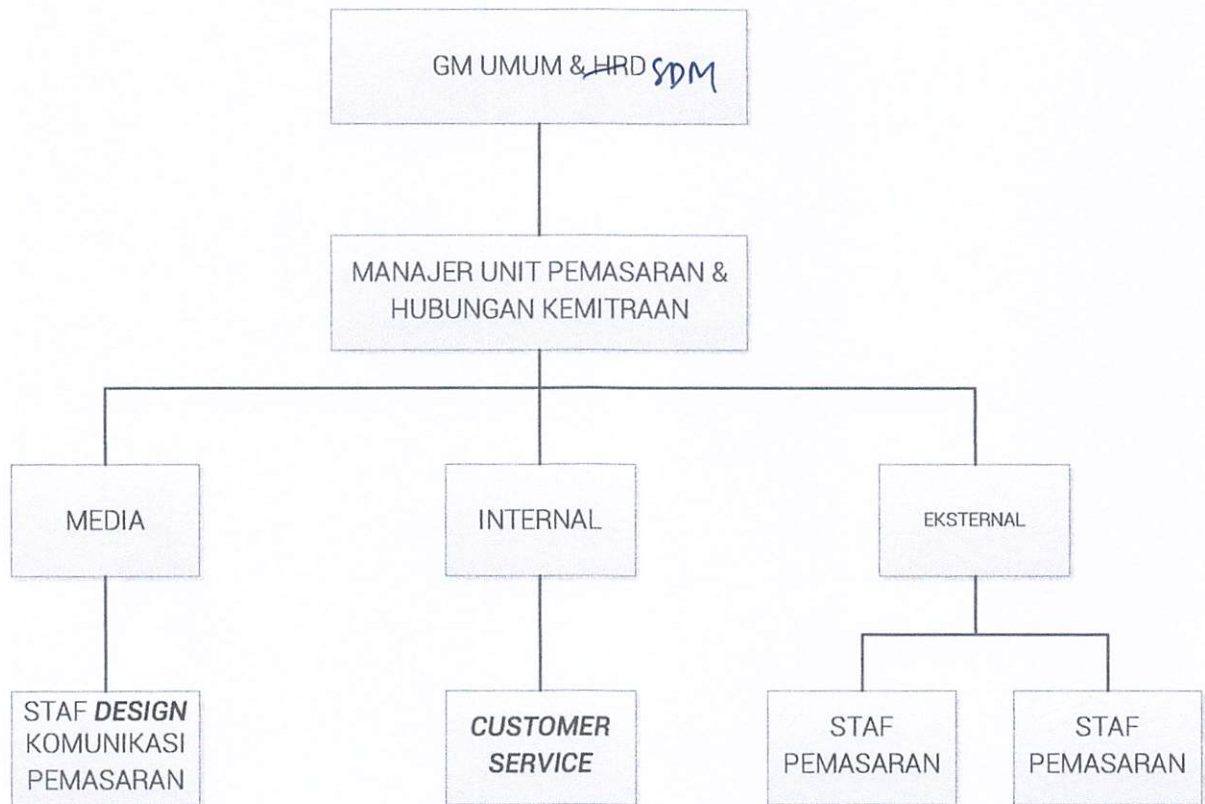 GM UMUM & HRD SDM
MANAJER UNIT PEMASARAN &
HUBUNGAN KEMITRAAN
MEDIA
INTERNAL
EKSTERNAL
STAF DESIGN
KOMUNIKASI
PEMASARAN
CUSTOMER
SERVICE
STAF
PEMASARAN
STAF
PEMASARAN